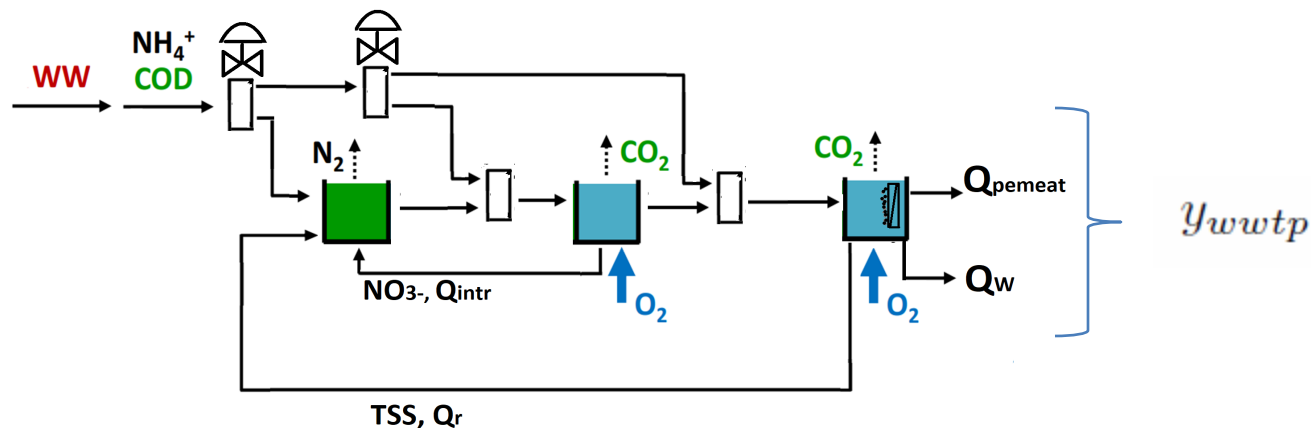 NH₄⁺
WW
COD
N₂
CO₂
CO₂
Qpemeat
ywwtp
NO₃-, Qintr
O₂
Qw
O₂
TSS, Qr